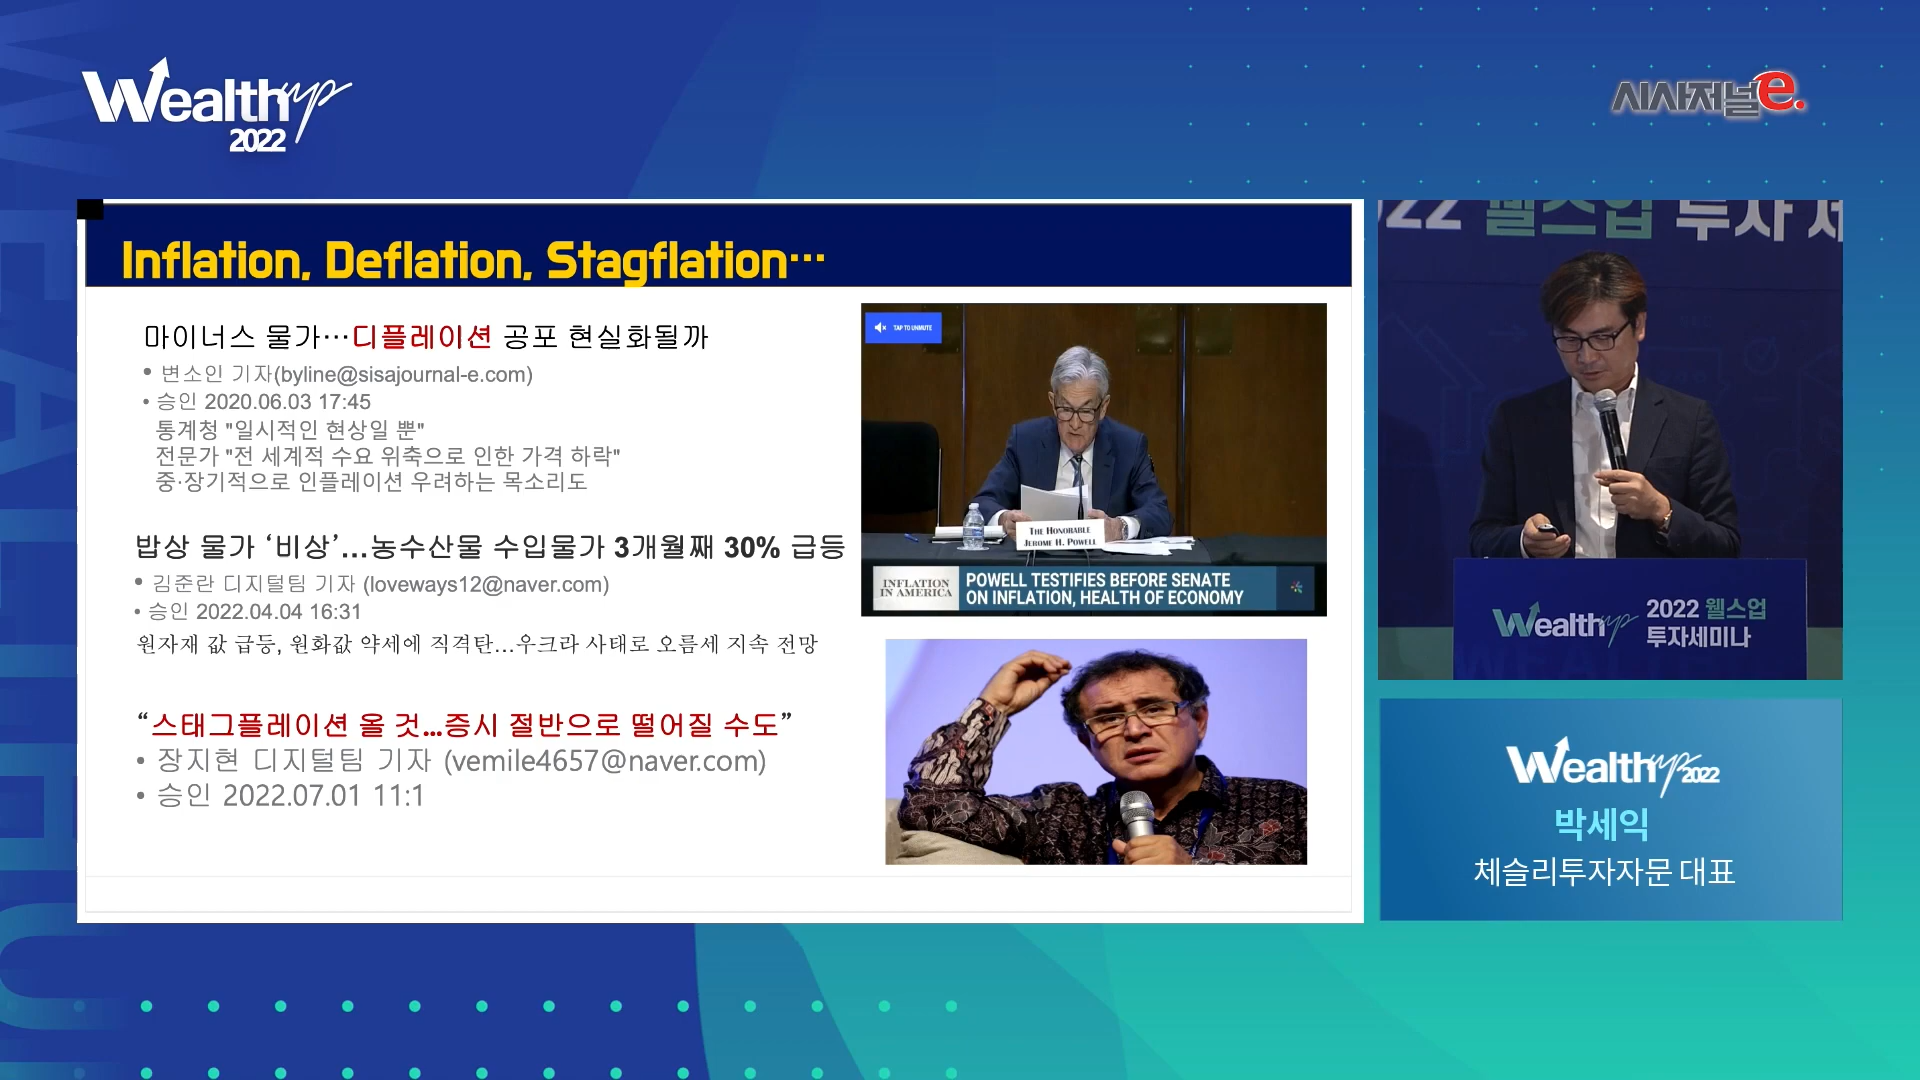 Wealth up
2022
시사저널e.
Inflation, Deflation, Stagflation…
마이너스 물가…디플레이션 공포 현실화될까
• 변소인 기자(byline@sisajournal-e.com)
• 승인 2020.06.03 17:45
통계청 "일시적인 현상일 뿐"
전문가 "전 세계적 수요 위축으로 인한 가격 하락"
중·장기적으로 인플레이션 우려하는 목소리도
밥상 물가 ‘비상’…농수산물 수입물가 3개월째 30% 급등
• 김준란 디지털팀 기자 (loveways12@naver.com)
• 승인 2022.04.04 16:31
원자재 값 급등, 원화값 약세에 직격탄…우크라 사태로 오름세 지속 전망
“스태그플레이션 올 것…증시 절반으로 떨어질 수도”
• 장지현 디지털팀 기자 (vemile4657@naver.com)
• 승인 2022.07.01 11:1
TAP TO UNMUTE
THE HONORABLE
JEROME H. POWELL
INFLATION
IN AMERICA
POWELL TESTIFIES BEFORE SENATE
ON INFLATION, HEALTH OF ECONOMY
022 웰스업 투자 세
Wealth up
2022 웰스업
투자세미나
Wealth up 2022
박세익
체슬리투자자문 대표